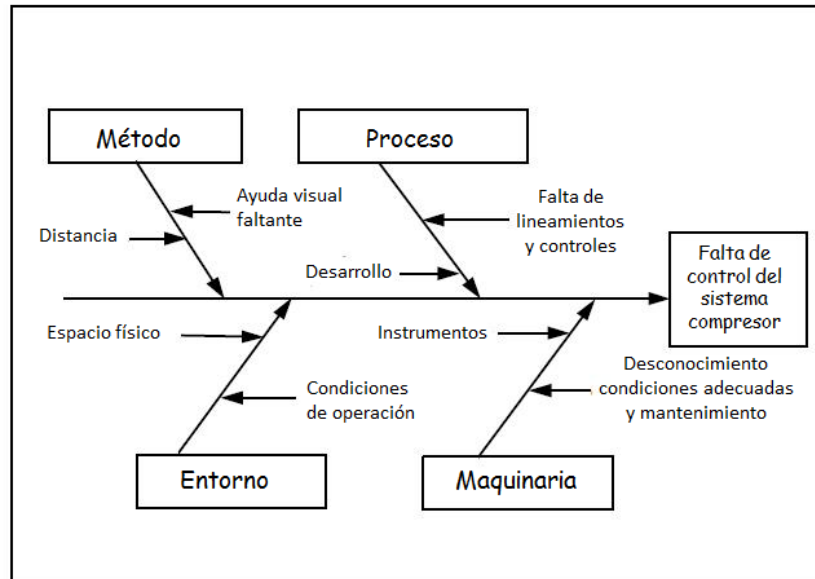 Método
Proceso
Ayuda visual
faltante
Distancia
Falta de
lineamientos
y controles
Desarrollo
Falta de
control del
sistema
compresor
Espacio físico
Instrumentos
Condiciones
de operación
Desconocimiento
condiciones adecuadas
y mantenimiento
Entorno
Maquinaria